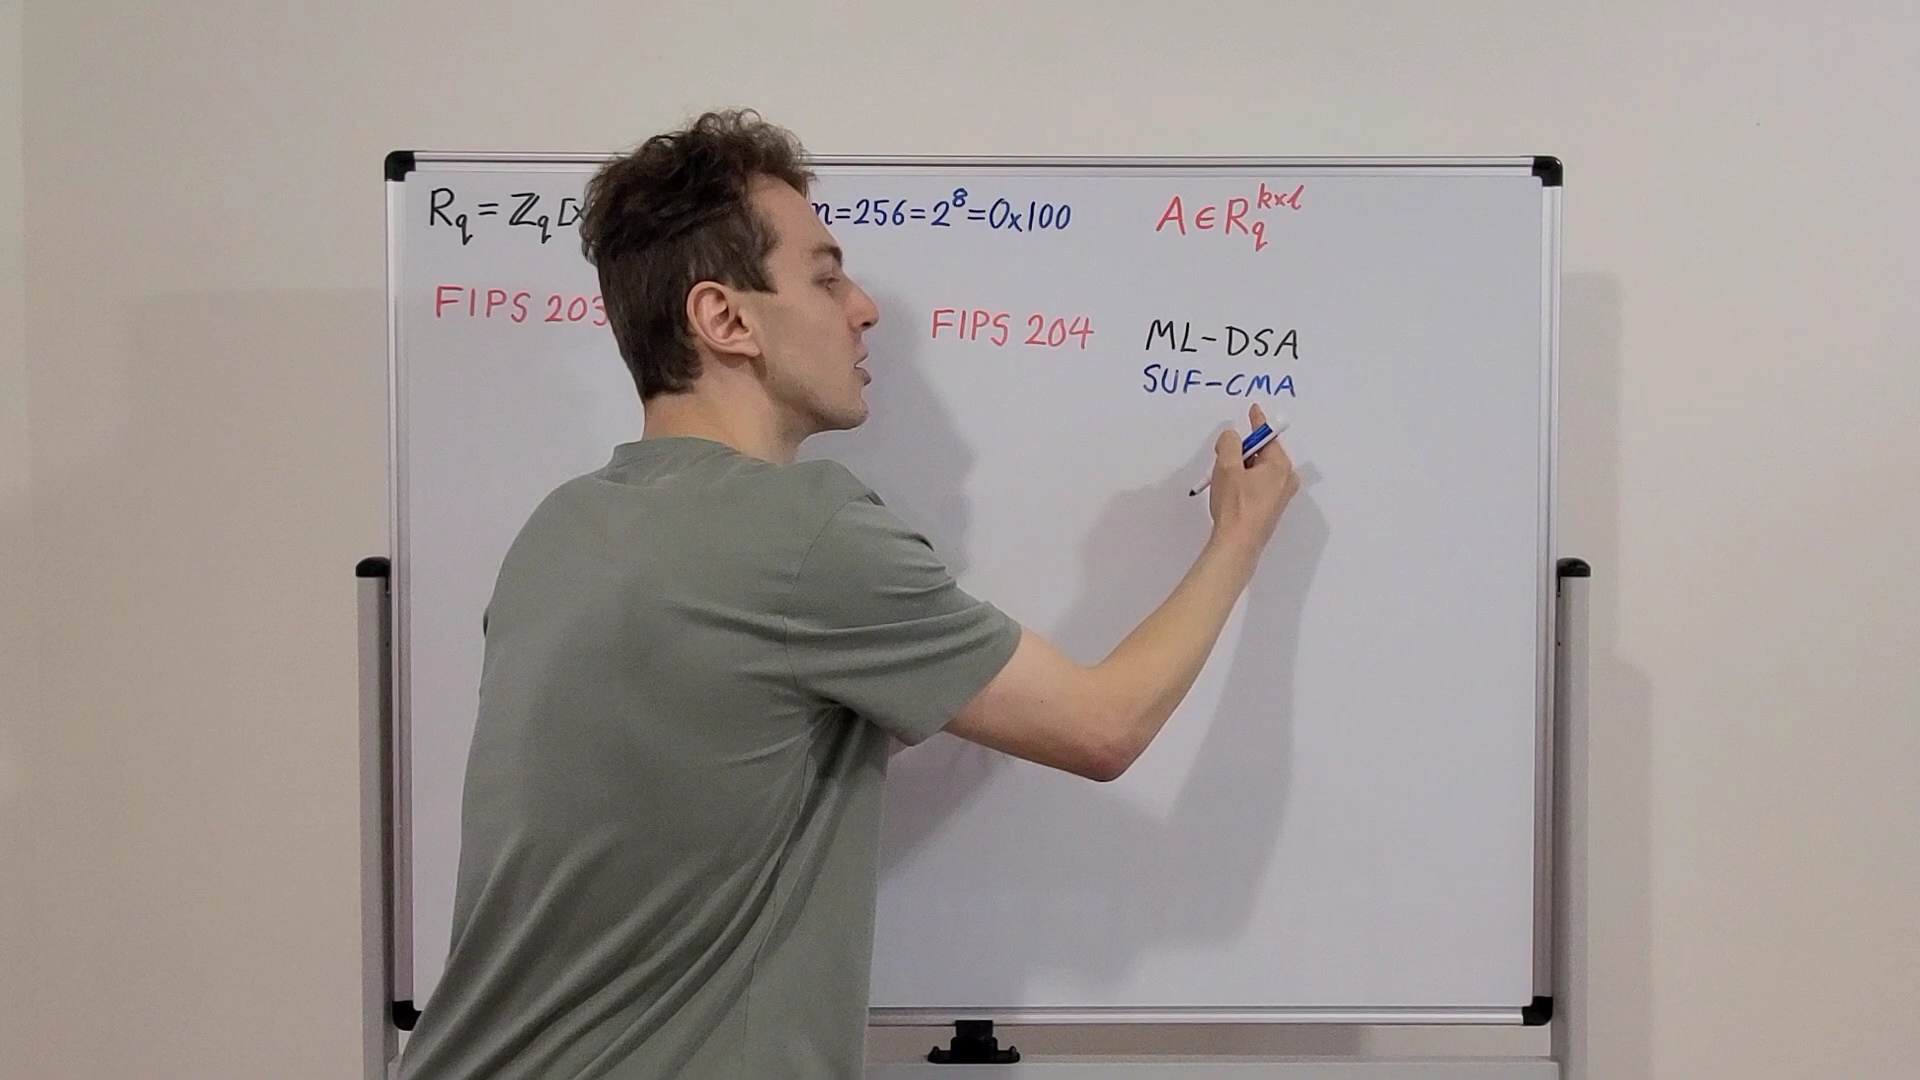 R_q = ℤ_q[x n=256=2^8=0x100 A∈R_q^{k×l}
FIPS 203 FIPS 204 ML-DSA
SUF-CMA